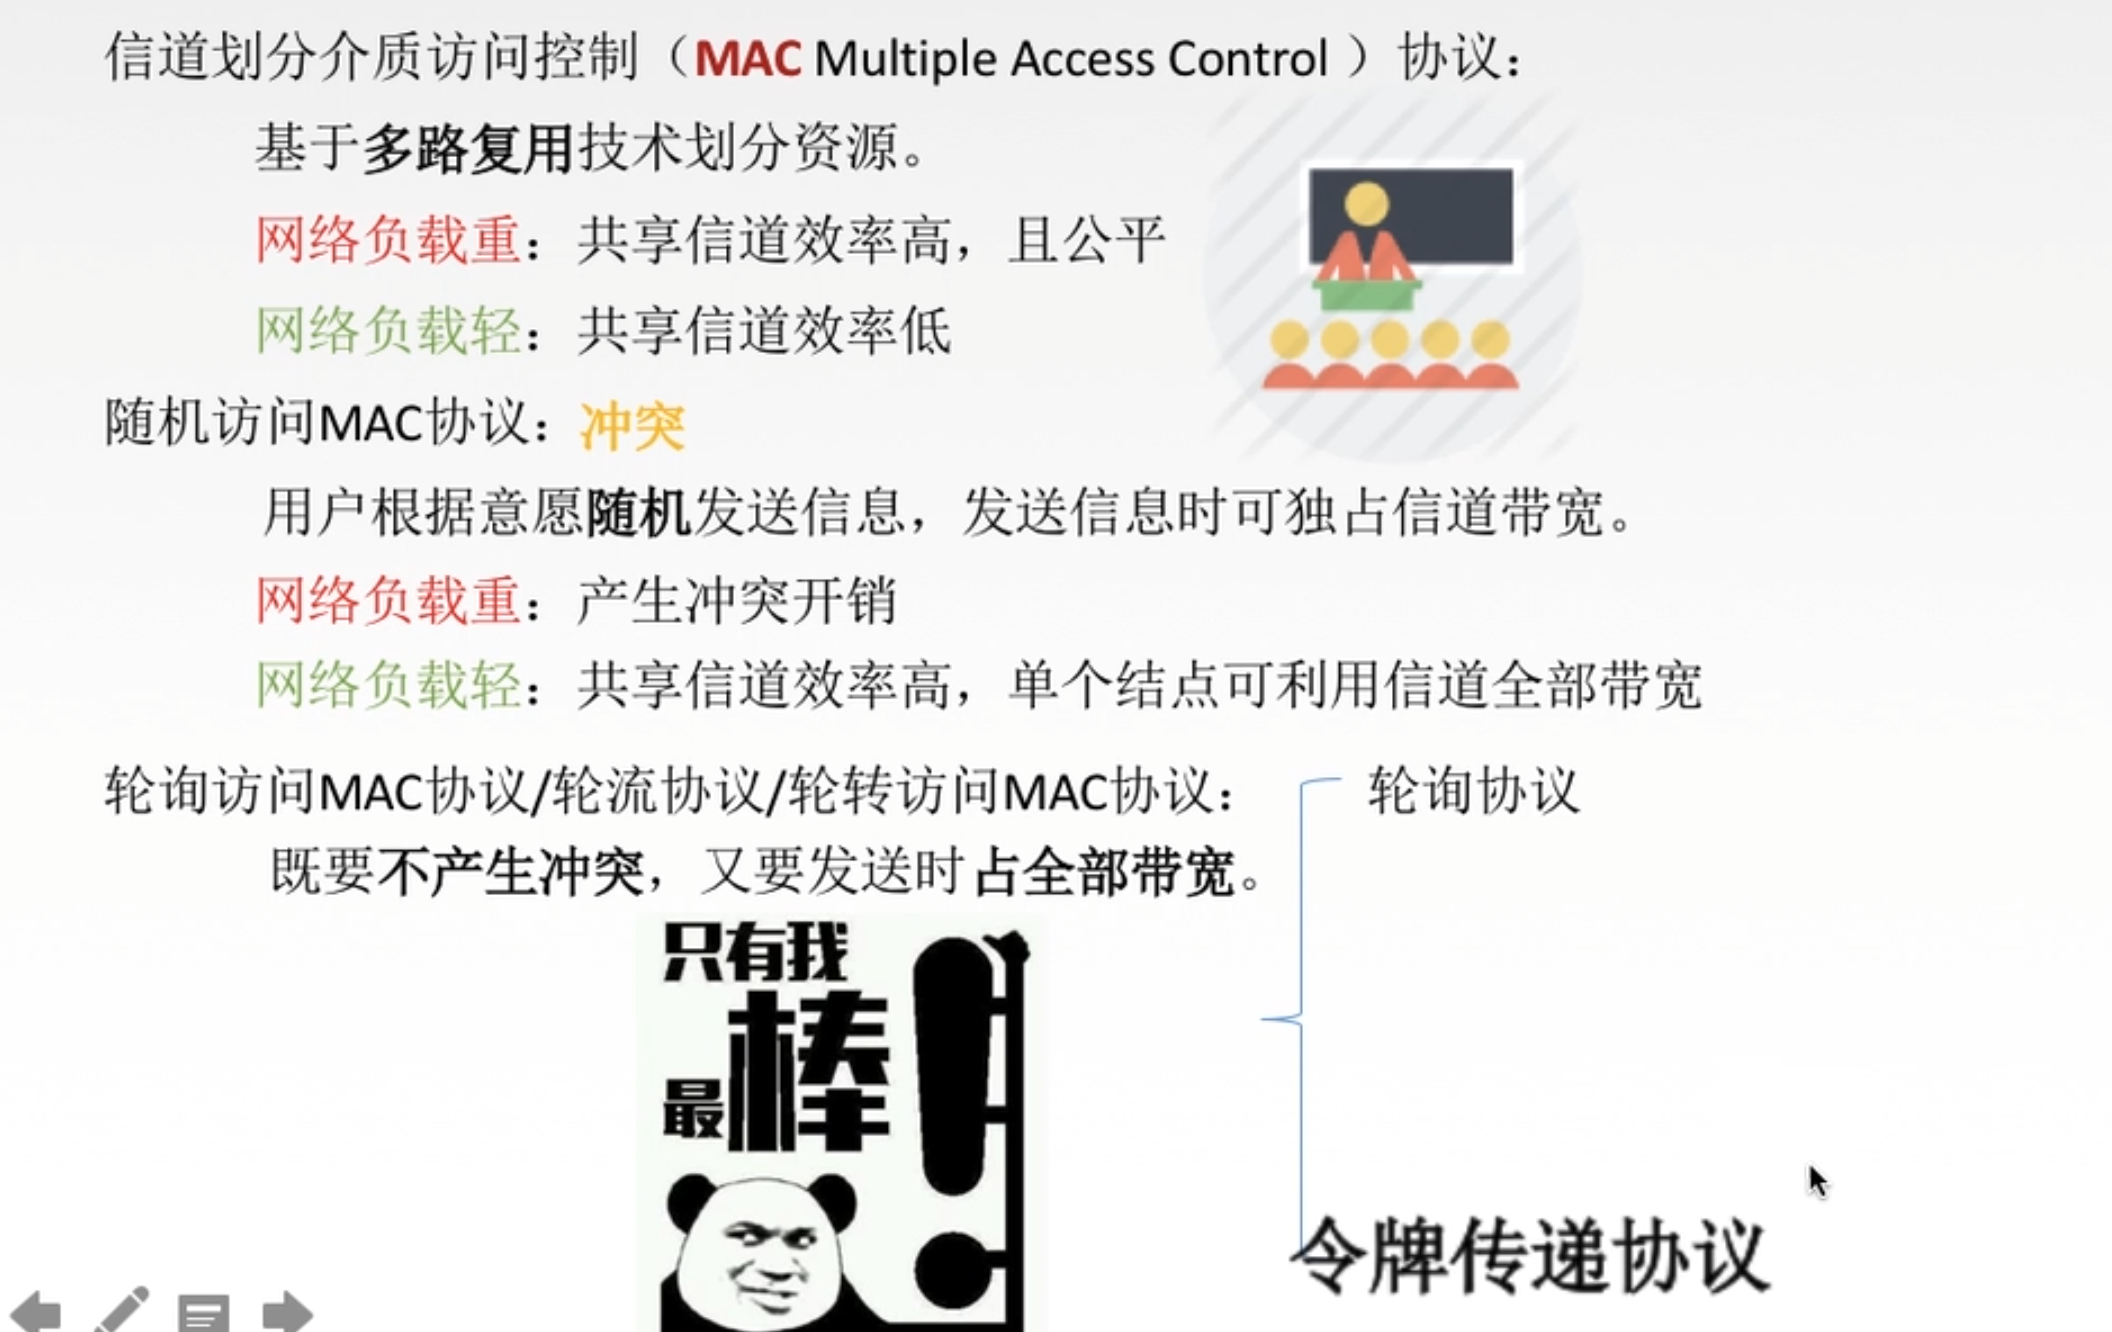 信道划分介质访问控制（MAC Multiple Access Control ）协议：
基于多路复用技术划分资源。
网络负载重：共享信道效率高，且公平
网络负载轻：共享信道效率低
随机访问MAC协议：冲突
用户根据意愿随机发送信息，发送信息时可独占信道带宽。
网络负载重：产生冲突开销
网络负载轻：共享信道效率高，单个结点可利用信道全部带宽
轮询访问MAC协议/轮流协议/轮转访问MAC协议：
轮询协议
既要不产生冲突，又要发送时占全部带宽。
只有我
最棒！
令牌传递协议